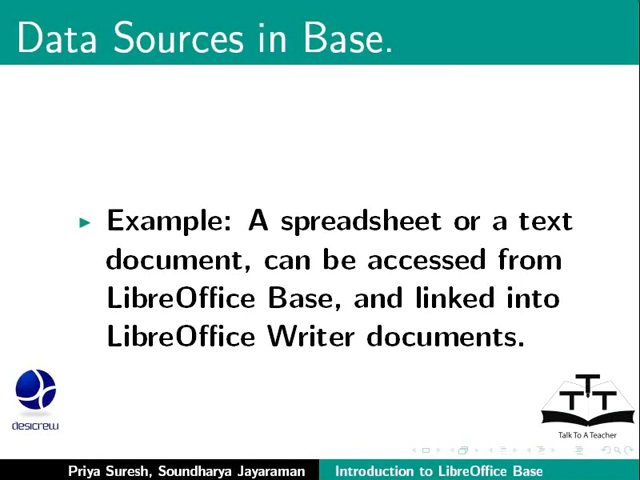 Data Sources in Base.
Example: A spreadsheet or a text
document, can be accessed from
LibreOffice Base, and linked into
LibreOffice Writer documents.
desicrew
TTT
Talk To A Teacher
Priya Suresh, Soundharya Jayaraman Introduction to LibreOffice Base